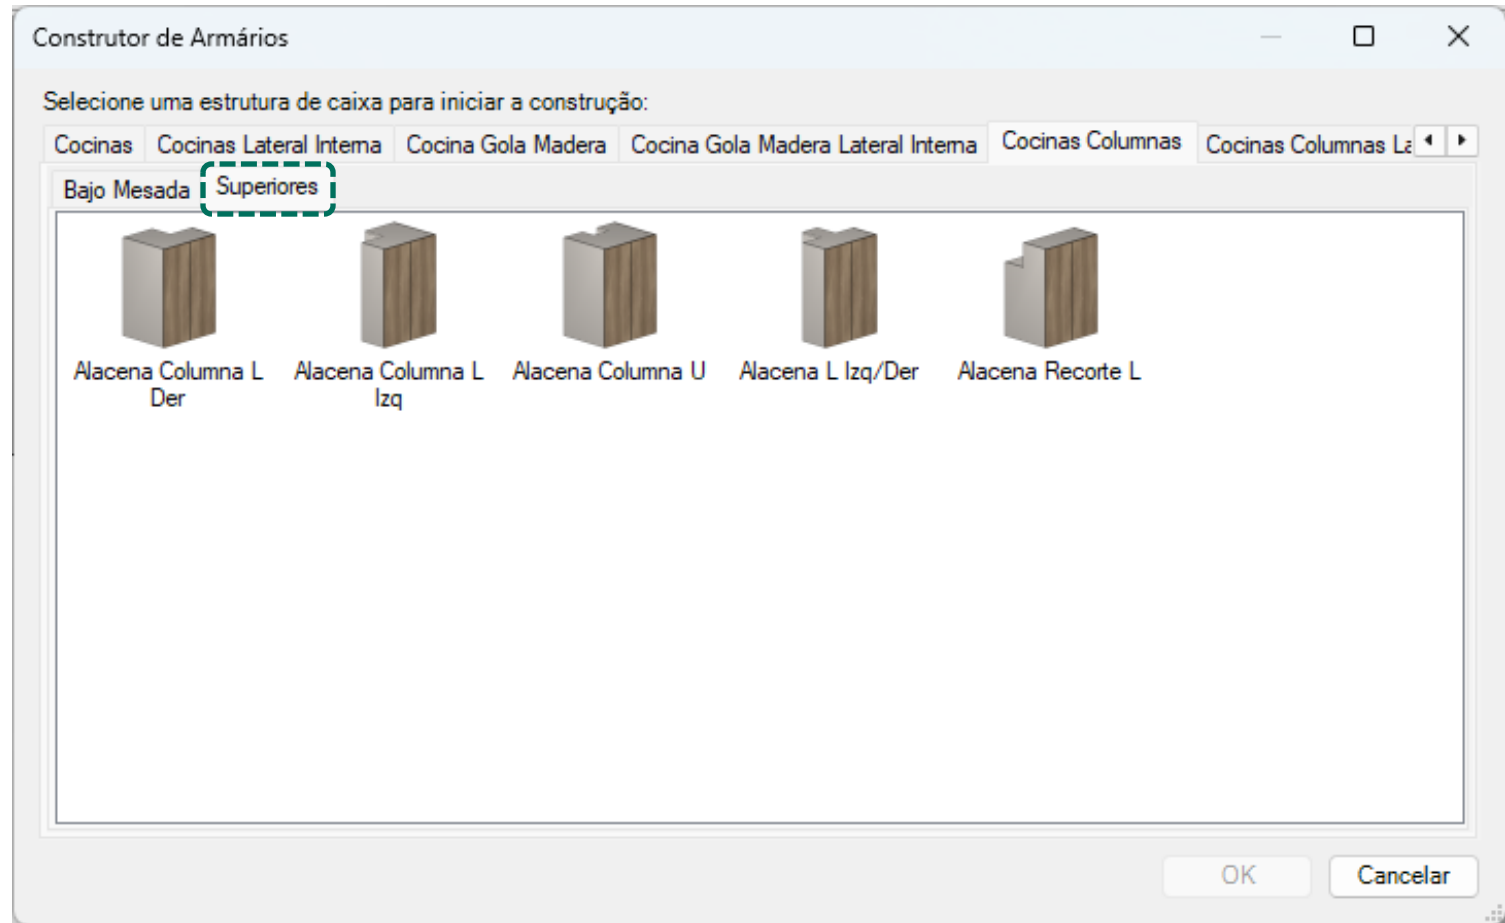 Construtor de Armários
Selecione uma estrutura de caixa para iniciar a construção:
Cocinas Cocinas Lateral Interna Cocina Gola Madera Cocina Gola Madera Lateral Interna Cocinas Columnas Cocinas Columnas
Bajo Mesada Superiores
Alacena Columna L Alacena Columna L Alacena Columna U Alacena L Izq/Der Alacena Recorte L
Der Izq
OK Cancelar